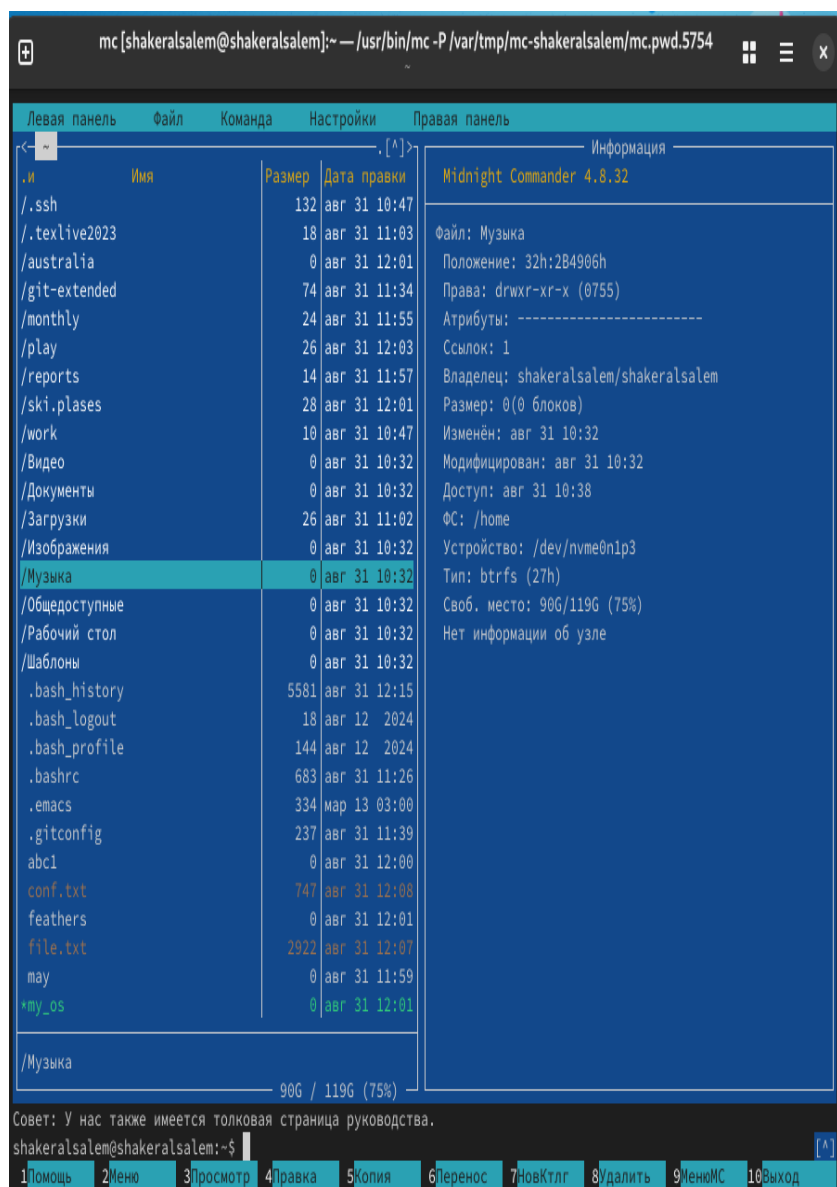 mc [shakeralsalem@shakeralsalem]:~ — /usr/bin/mc -P /var/tmp/mc-shakeralsalem/mc.pwd.5754
~
Левая панель Файл Команда Настройки Правая панель
<─ ~ .[^]>
.и Имя Размер Дата правки
/.ssh 132 авг 31 10:47
/.texlive2023 18 авг 31 11:03
/australia 0 авг 31 12:01
/git-extended 74 авг 31 11:34
/monthly 24 авг 31 11:55
/play 26 авг 31 12:03
/reports 14 авг 31 11:57
/ski.plases 28 авг 31 12:01
/work 10 авг 31 10:47
/Видео 0 авг 31 10:32
/Документы 0 авг 31 10:32
/Загрузки 26 авг 31 11:02
/Изображения 0 авг 31 10:32
/Музыка 0 авг 31 10:32
/Общедоступные 0 авг 31 10:32
/Рабочий стол 0 авг 31 10:32
/Шаблоны 0 авг 31 10:32
.bash_history 5581 авг 31 12:15
.bash_logout 18 авг 12 2024
.bash_profile 144 авг 12 2024
.bashrc 683 авг 31 11:26
.emacs 334 мар 13 03:00
.gitconfig 237 авг 31 11:39
abc1 0 авг 31 12:00
conf.txt 747 авг 31 12:08
feathers 0 авг 31 12:01
file.txt 2922 авг 31 12:07
may 0 авг 31 11:59
*my_os 0 авг 31 12:01
/Музыка
90G / 119G (75%)
Информация
Midnight Commander 4.8.32
Файл: Музыка
Положение: 32h:2B4906h
Права: drwxr-xr-x (0755)
Атрибуты: -------------------------
Ссылок: 1
Владелец: shakeralsalem/shakeralsalem
Размер: 0(0 блоков)
Изменён: авг 31 10:32
Модифицирован: авг 31 10:32
Доступ: авг 31 10:38
ФС: /home
Устройство: /dev/nvme0n1p3
Тип: btrfs (27h)
Своб. место: 90G/119G (75%)
Нет информации об узле
Совет: У нас также имеется толковая страница руководства.
shakeralsalem@shakeralsalem:~$ [^]
1Помощь 2Меню 3Просмотр 4Правка 5Копия 6Перенос 7НовКтлг 8Удалить 9МенюMC 10Выход